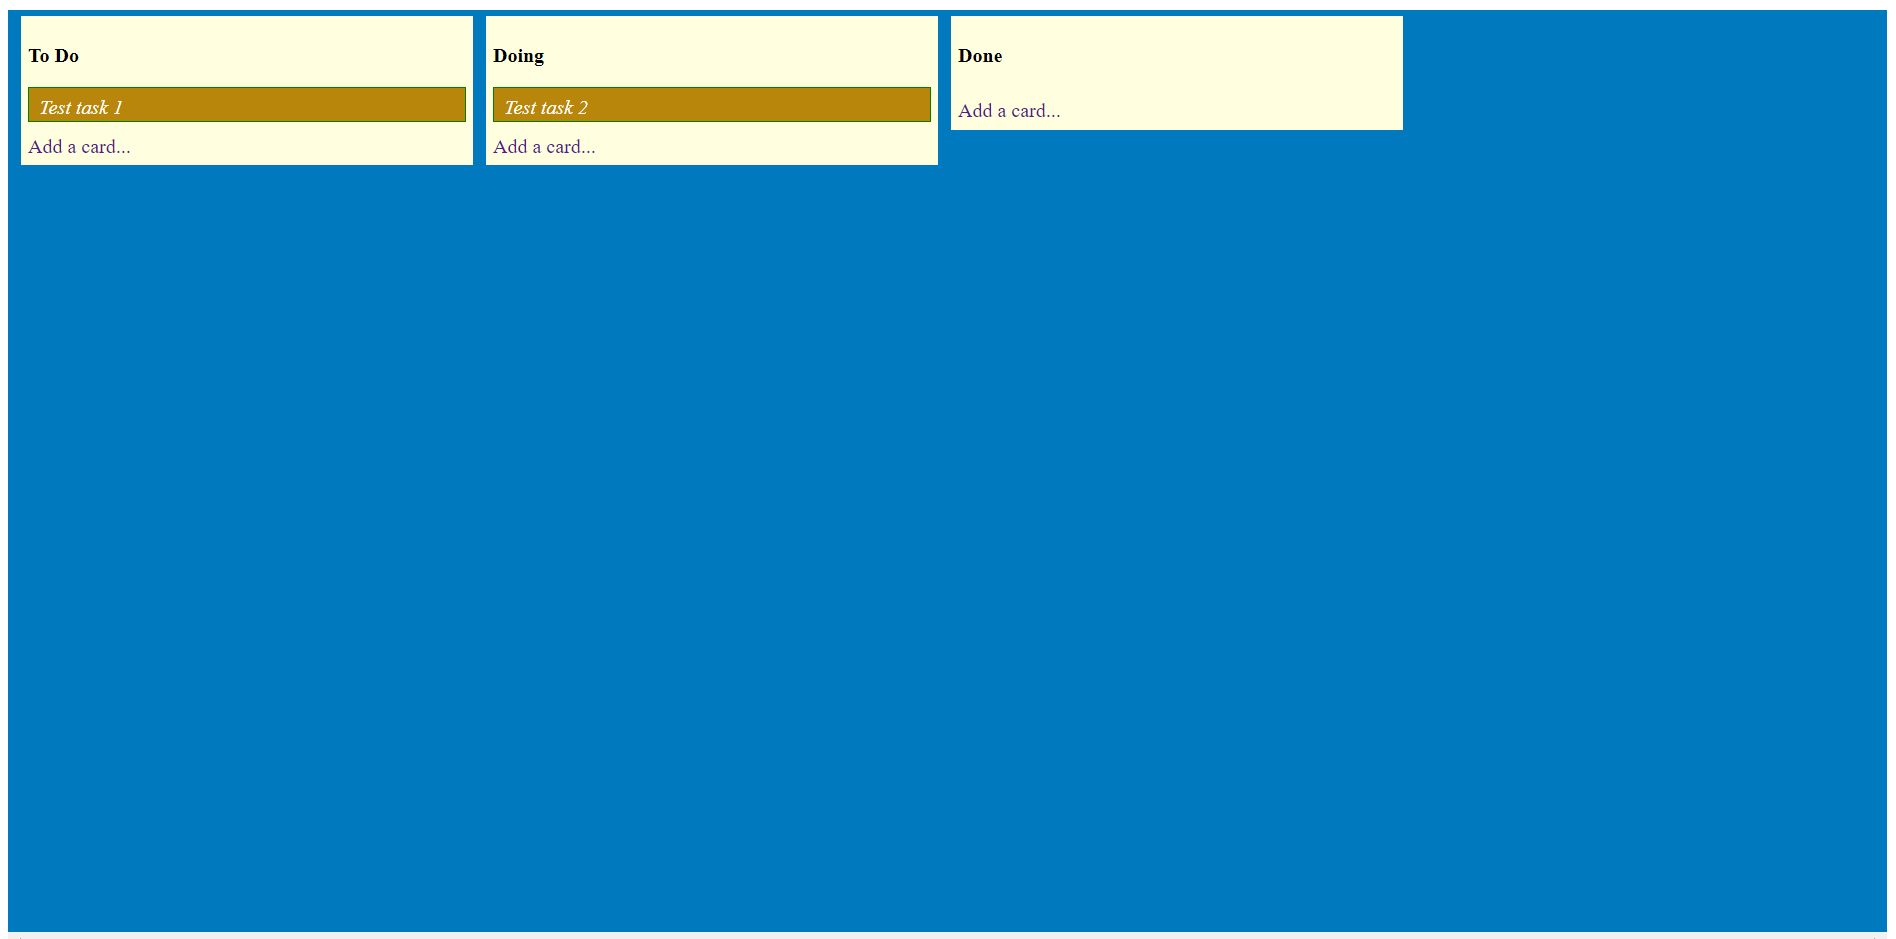 To Do
Test task 1
Add a card...
Doing
Test task 2
Add a card...
Done
Add a card...